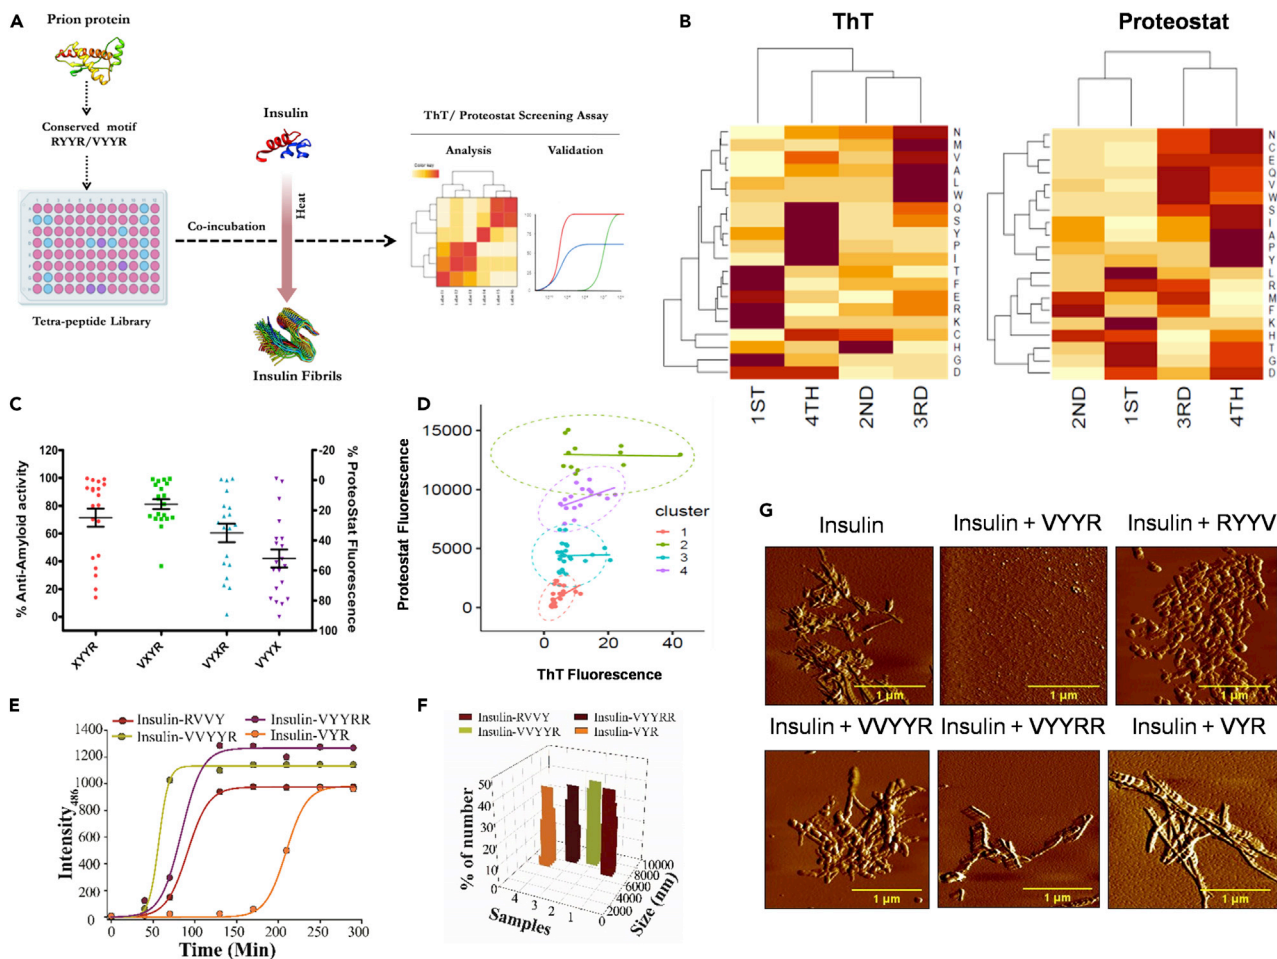 A
Prion protein
Conserved motif
RYYR/VYYR
Tetra-peptide Library
Co-incubation
Insulin
Heat
Insulin Fibrils
ThT/ Proteostat Screening Assay
Analysis
Validation
B
ThT
N
M
V
A
L
W
Q
S
Y
P
I
T
F
E
R
K
C
H
G
D
1ST
4TH
2ND
3RD
Proteostat
N
C
E
Q
V
W
S
I
A
P
Y
L
R
M
F
K
H
T
G
D
2ND
1ST
3RD
4TH
C
% Anti-Amyloid activity
120
100
80
60
40
20
0
-20
0
20
40
60
80
100
% ProteoStat Fluorescence
XYYR
VXYR
VYXR
VYYX
D
Proteostat Fluorescence
15000
10000
5000
0
0
20
40
ThT Fluorescence
cluster
1
2
3
4
E
Insulin-RVVY
Insulin-VYYRR
Insulin-VVYYR
Insulin-VYR
Intensity486
1400
1200
1000
800
600
400
200
0
0
50
100
150
200
250
300
Time (Min)
F
Insulin-RVVY
Insulin-VYYRR
Insulin-VVYYR
Insulin-VYR
% of number
50
40
30
20
10
0
4
3
2
1
0
Samples
10000
8000
6000
4000
2000
Size (nm)
G
Insulin
Insulin + VYYR
Insulin + RYYV
1 µm
1 µm
1 µm
Insulin + VVYYR
Insulin + VYYRR
Insulin + VYR
1 µm
1 µm
1 µm